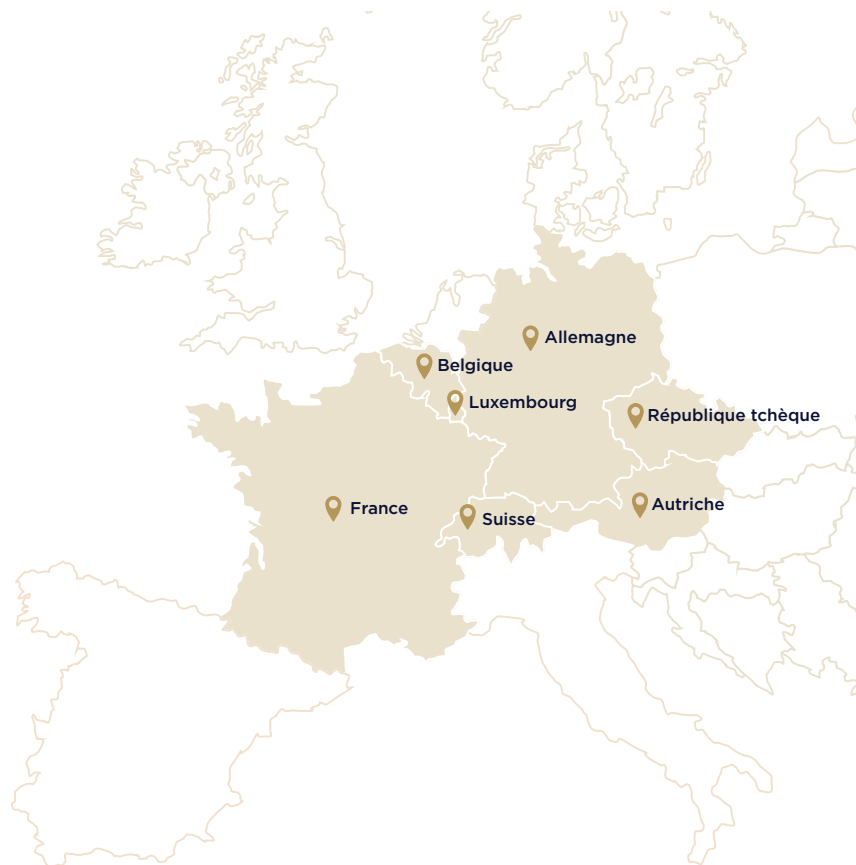 Allemagne
Belgique
Luxembourg
République tchèque
France
Suisse
Autriche